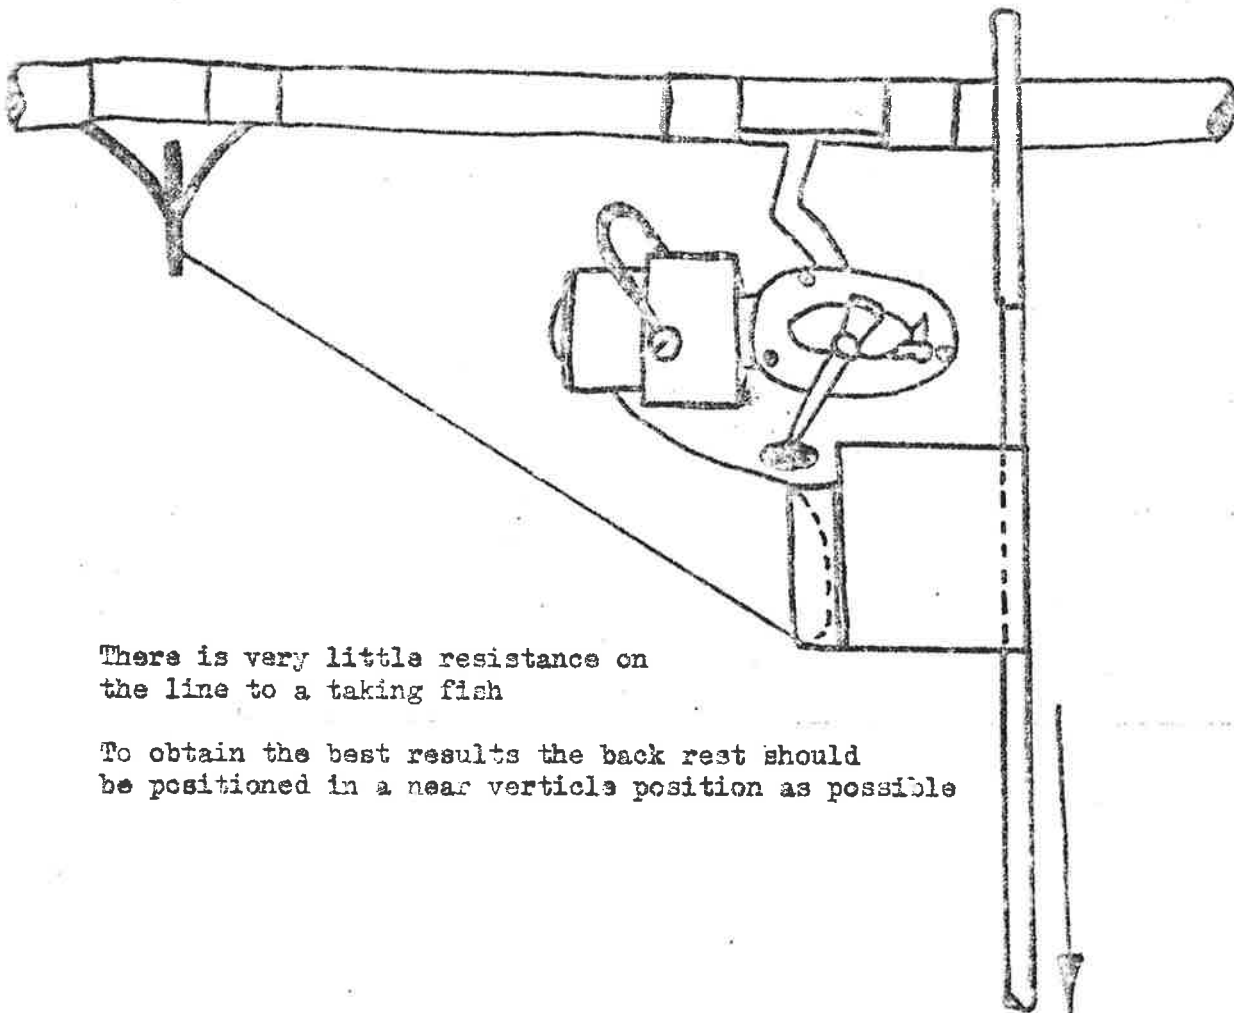 There is very little resistance on
the line to a taking fish
To obtain the best results the back rest should
be positioned in a near verticle position as possible